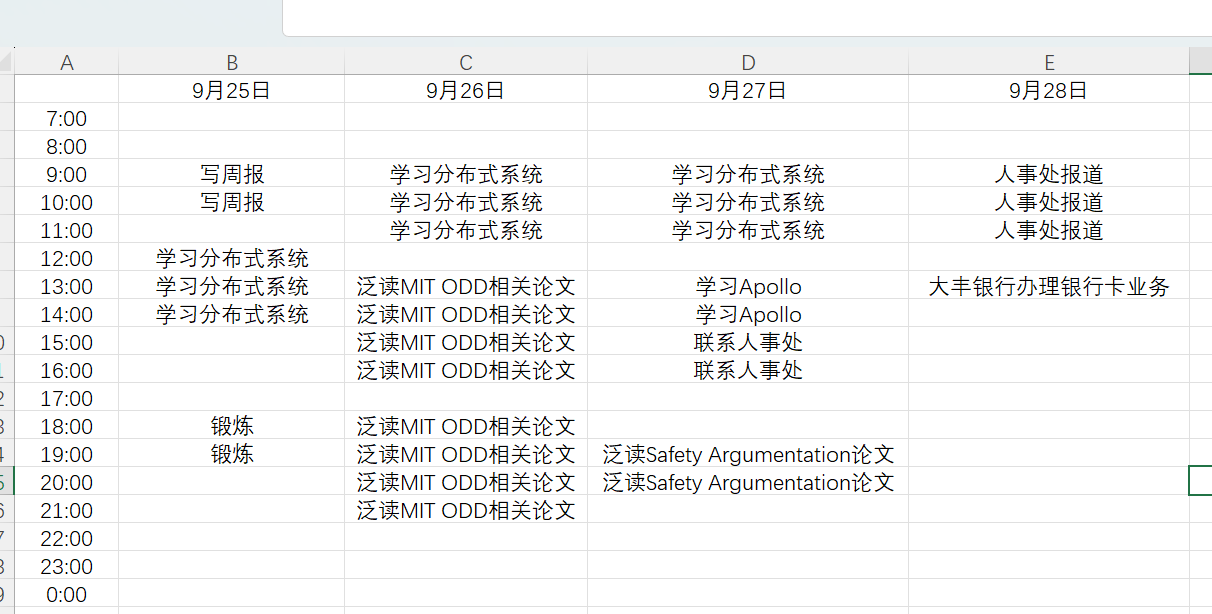 A B C D E
9月25日 9月26日 9月27日 9月28日
7:00
8:00
9:00 写周报 学习分布式系统 学习分布式系统 人事处报道
10:00 写周报 学习分布式系统 学习分布式系统 人事处报道
11:00 学习分布式系统 学习分布式系统 人事处报道
12:00 学习分布式系统
13:00 学习分布式系统 泛读MIT ODD相关论文 学习Apollo 大丰银行办理银行卡业务
14:00 学习分布式系统 泛读MIT ODD相关论文 学习Apollo
15:00 泛读MIT ODD相关论文 联系人事处
16:00 泛读MIT ODD相关论文 联系人事处
17:00
18:00 锻炼 泛读MIT ODD相关论文
19:00 锻炼 泛读MIT ODD相关论文 泛读Safety Argumentation论文
20:00 泛读MIT ODD相关论文 泛读Safety Argumentation论文
21:00 泛读MIT ODD相关论文
22:00
23:00
0:00